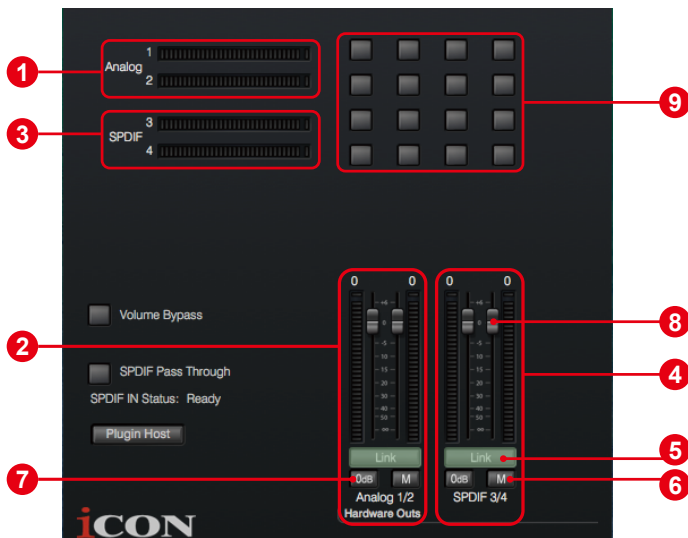 1
Analog
2
3
SPDIF
4
1
3
9
0 0
0 0
+6
0
-5
-10
-15
-20
-30
-40
-50
-∞
+6
0
-5
-10
-15
-20
-30
-40
-50
-∞
Volume Bypass
2
8
SPDIF Pass Through
4
SPDIF IN Status: Ready
Plugin Host
Link
Link
5
7
0dB M
0dB M
6
Analog 1/2
SPDIF 3/4
Hardware Outs
iCON